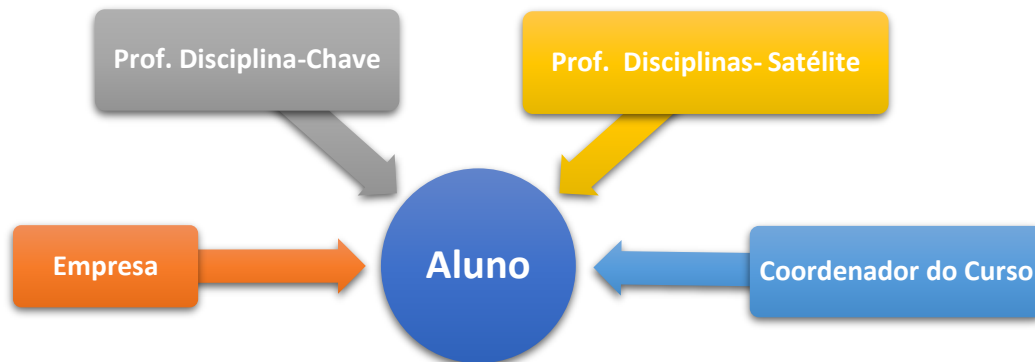 Prof. Disciplina-Chave
Prof. Disciplinas- Satélite
Empresa
Aluno
Coordenador do Curso